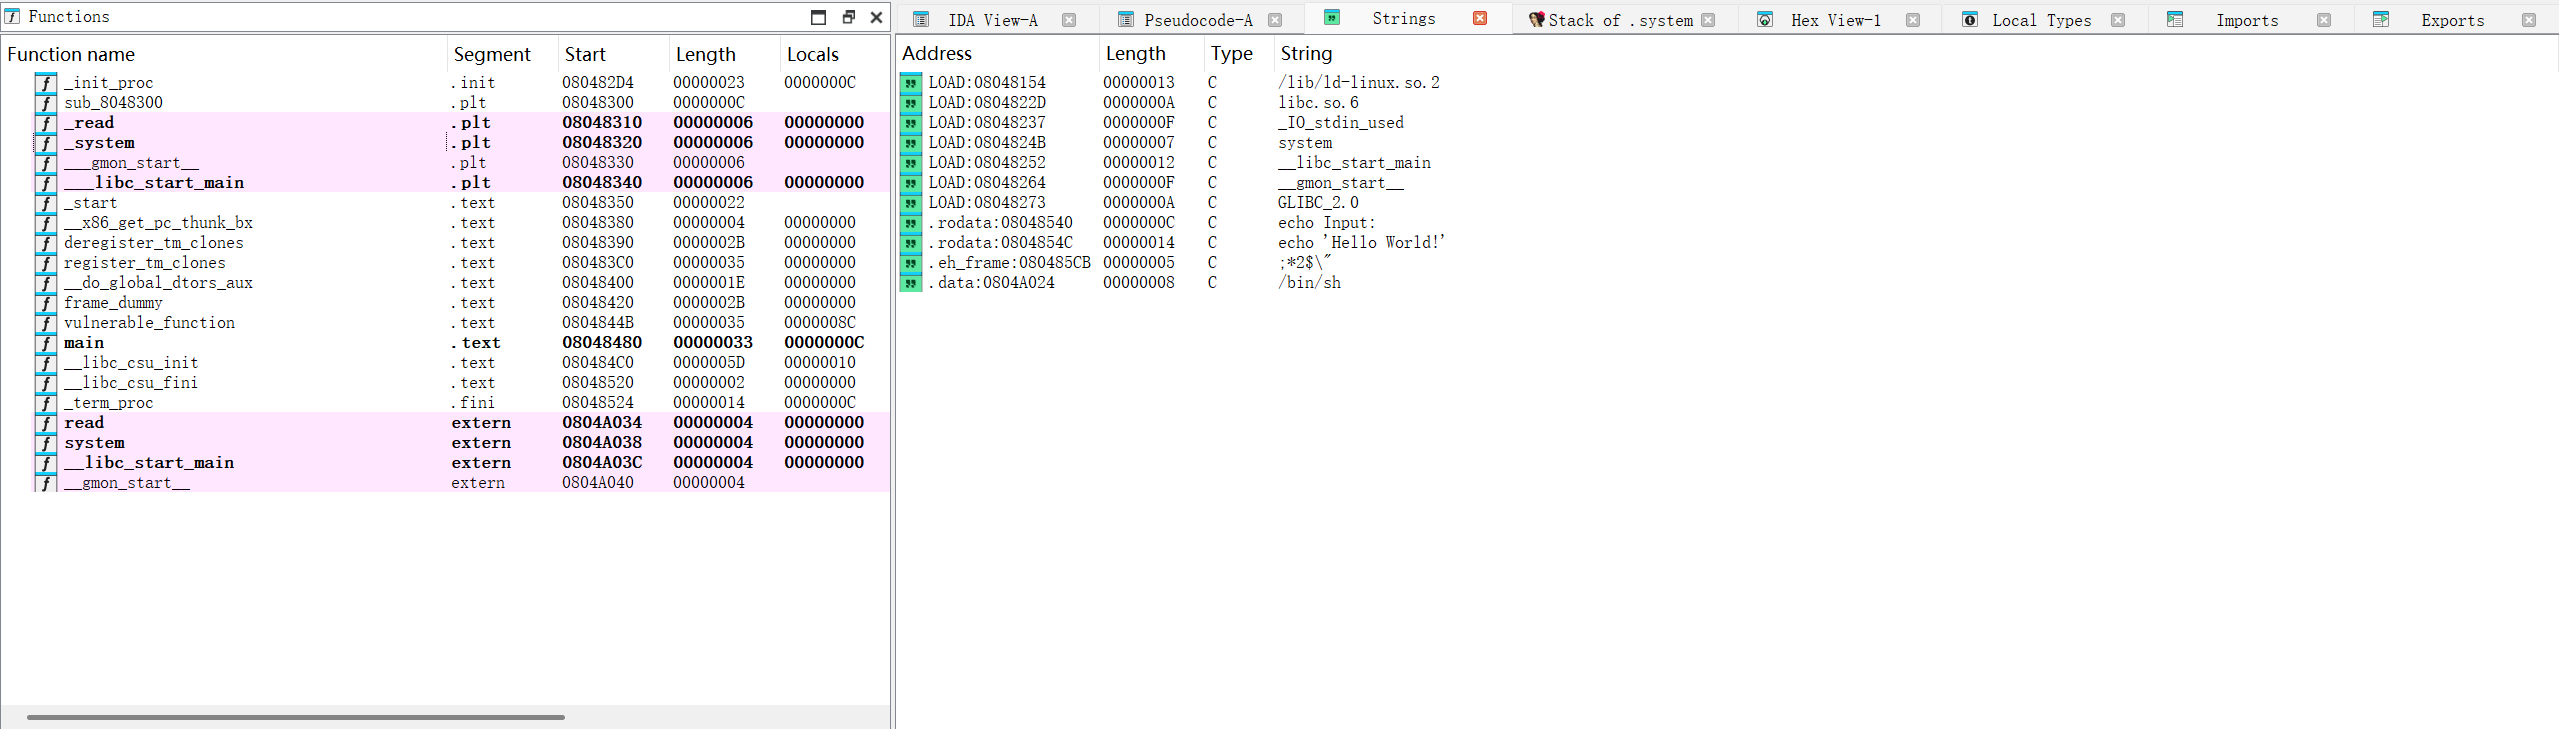 Functions
Function name Segment Start Length Locals
_init_proc .init 080482D4 00000023 0000000C
sub_8048300 .plt 08048300 0000000C
_read .plt 08048310 00000006 00000000
_system .plt 08048320 00000006 00000000
___gmon_start__ .plt 08048330 00000006
___libc_start_main .plt 08048340 00000006 00000000
_start .text 08048350 00000022
__x86_get_pc_thunk_bx .text 08048380 00000004 00000000
deregister_tm_clones .text 08048390 0000002B 00000000
register_tm_clones .text 080483C0 00000035 00000000
__do_global_dtors_aux .text 08048400 0000001E 00000000
frame_dummy .text 08048420 0000002B 00000000
vulnerable_function .text 0804844B 00000035 0000008C
main .text 08048480 00000033 0000000C
__libc_csu_init .text 080484C0 0000005D 00000010
__libc_csu_fini .text 08048520 00000002 00000000
_term_proc .fini 08048524 00000014 0000000C
read extern 0804A034 00000004 00000000
system extern 0804A038 00000004 00000000
__libc_start_main extern 0804A03C 00000004 00000000
__gmon_start__ extern 0804A040 00000004
IDA View-A Pseudocode-A Strings Stack of .system Hex View-1 Local Types Imports Exports
Address Length Type String
LOAD:08048154 00000013 C /lib/ld-linux.so.2
LOAD:0804822D 0000000A C libc.so.6
LOAD:08048237 0000000F C _IO_stdin_used
LOAD:0804824B 00000007 C system
LOAD:08048252 00000012 C __libc_start_main
LOAD:08048264 0000000F C __gmon_start__
LOAD:08048273 0000000A C GLIBC_2.0
.rodata:08048540 0000000C C echo Input:
.rodata:0804854C 00000014 C echo 'Hello World!'
.eh_frame:080485CB 00000005 C ;*2$\"
.data:0804A024 00000008 C /bin/sh